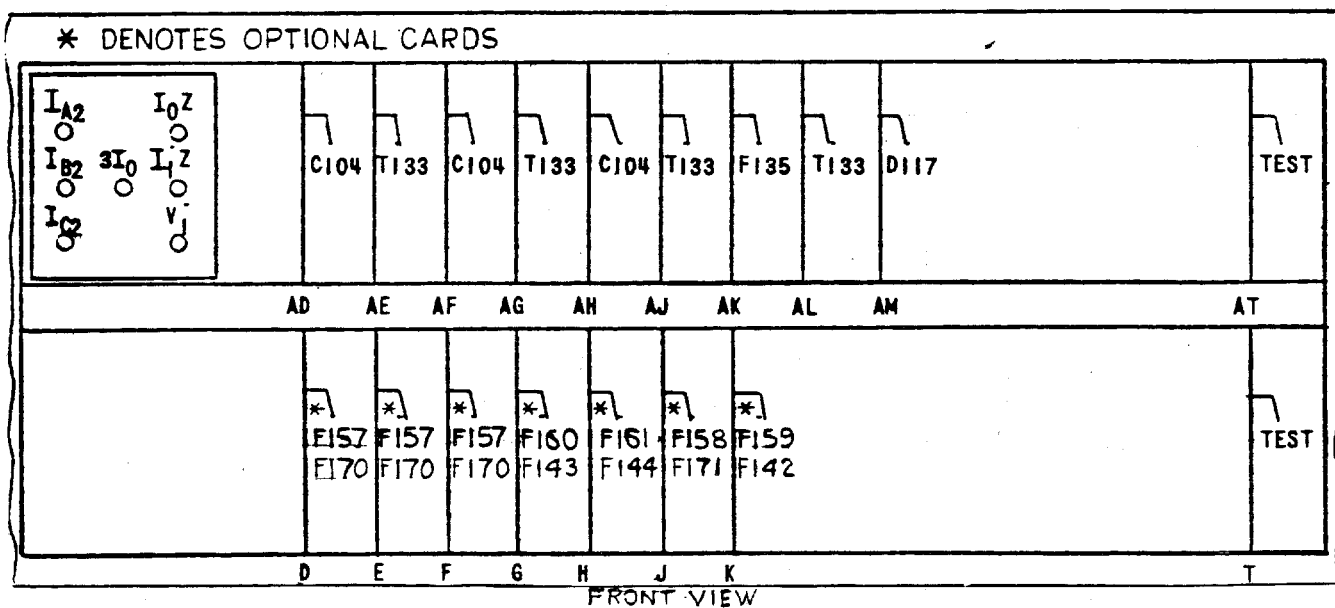 * DENOTES OPTIONAL CARDS
IA2 I0Z
IB2 3I0 I1Z
IC2 V1
C104 T133 C104 T133 C104 T133 F135 T133 D117 TEST
AD AE AF AG AH AJ AK AL AM AT
* * * * * * *
F157 F157 F157 F160 F161 F158 F159 TEST
F170 F170 F170 F143 F144 F171 F142
D E F G H J K T
FRONT VIEW